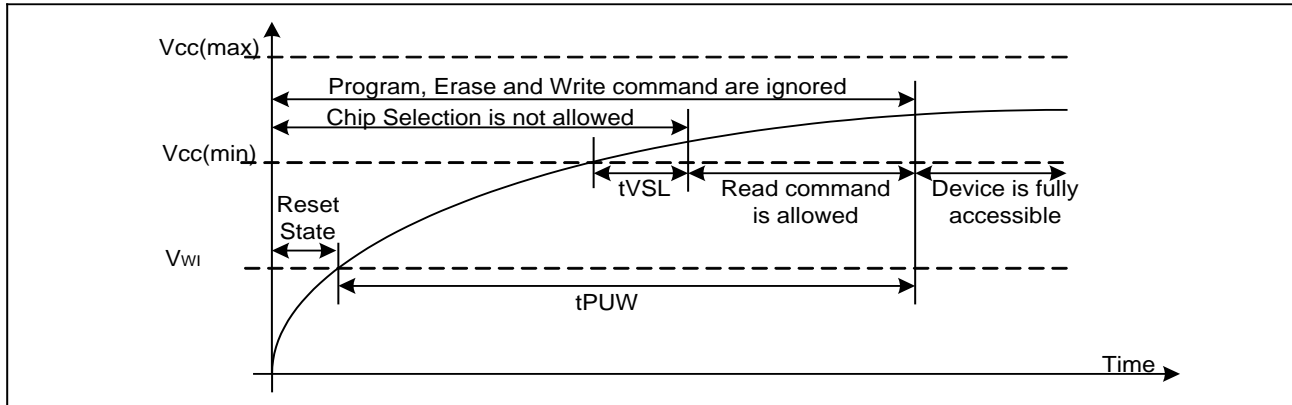 Vcc(max)
Program, Erase and Write command are ignored
Chip Selection is not allowed
Vcc(min)
tVSL
Read command
is allowed
Device is fully
accessible
Reset
State
VWI
tPUW
Time